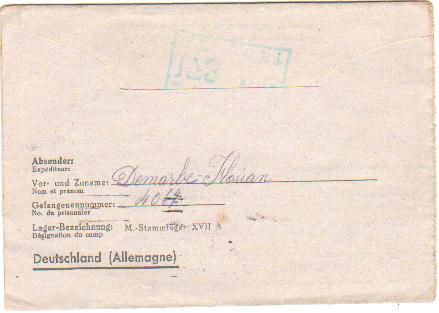 Absender:
Expéditeur:
Vor- und Zuname: Demarbe Florian
Nom et prénom
Gefangenennummer:
No. du prisonnier
Lager-Bezeichnung: M.-Stammlager XVII A
Désignation du camp
Deutschland (Allemagne)